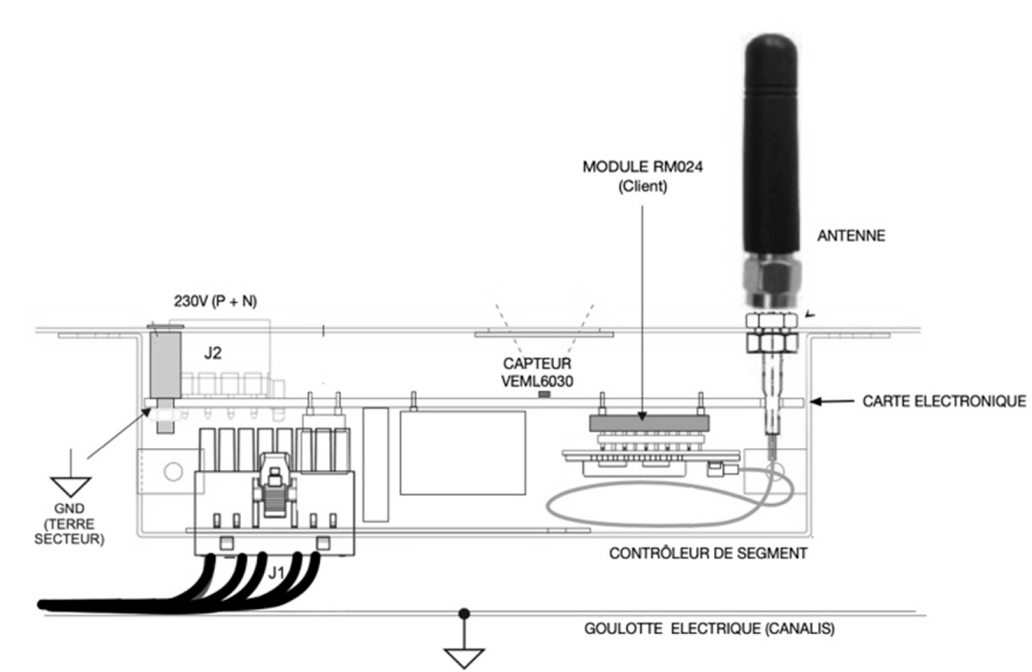 MODULE RM024
(Client)
ANTENNE
230V (P + N)
J2
CAPTEUR
VEML6030
CARTE ELECTRONIQUE
GND
(TERRE
SECTEUR)
CONTRÔLEUR DE SEGMENT
J1
GOULOTTE ELECTRIQUE (CANALIS)